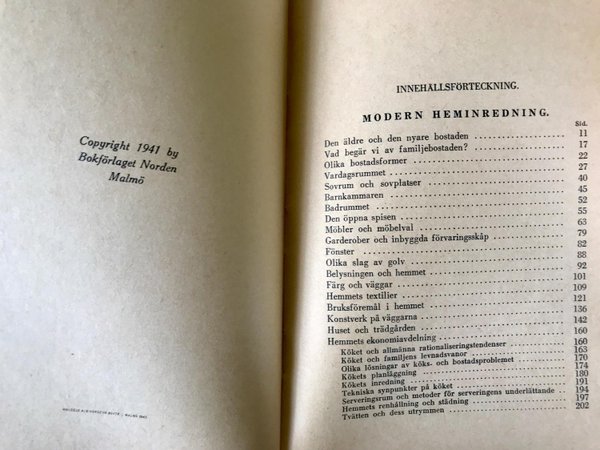 Copyright 1941 by
Bokförlaget Norden
Malmö
INNEHÅLLSFÖRTECKNING.
MODERN HEMINREDNING.
Sid.
Den äldre och den nyare bostaden 11
Vad begär vi av familjebostaden? 17
Olika bostadsformer 22
Vardagsrummet 27
Sovrum och sovplatser 40
Barnkammaren 45
Badrummet 52
Den öppna spisen 55
Möbler och möbelval 63
Garderober och inbyggda förvaringsskåp 79
Fönster 82
Olika slag av golv 88
Belysningen och hemmet 92
Färg och väggar 101
Hemmets textilier 109
Bruksföremål i hemmet 121
Konstverk på väggarna 136
Huset och trädgården 142
Hemmets ekonomiavdelning 160
Köket och allmänna rationaliseringstendenser 160
Köket och familjens levnadsvanor 163
Olika lösningar av köks- och bostadsproblemet 170
Kökets planläggning 174
Kökets inredning 180
Tekniska synpunkter på köket 191
Serveringsrum och metoder för serveringens underlättande 194
Hemmets renhållning och städning 197
Tvätten och dess utrymmen 202